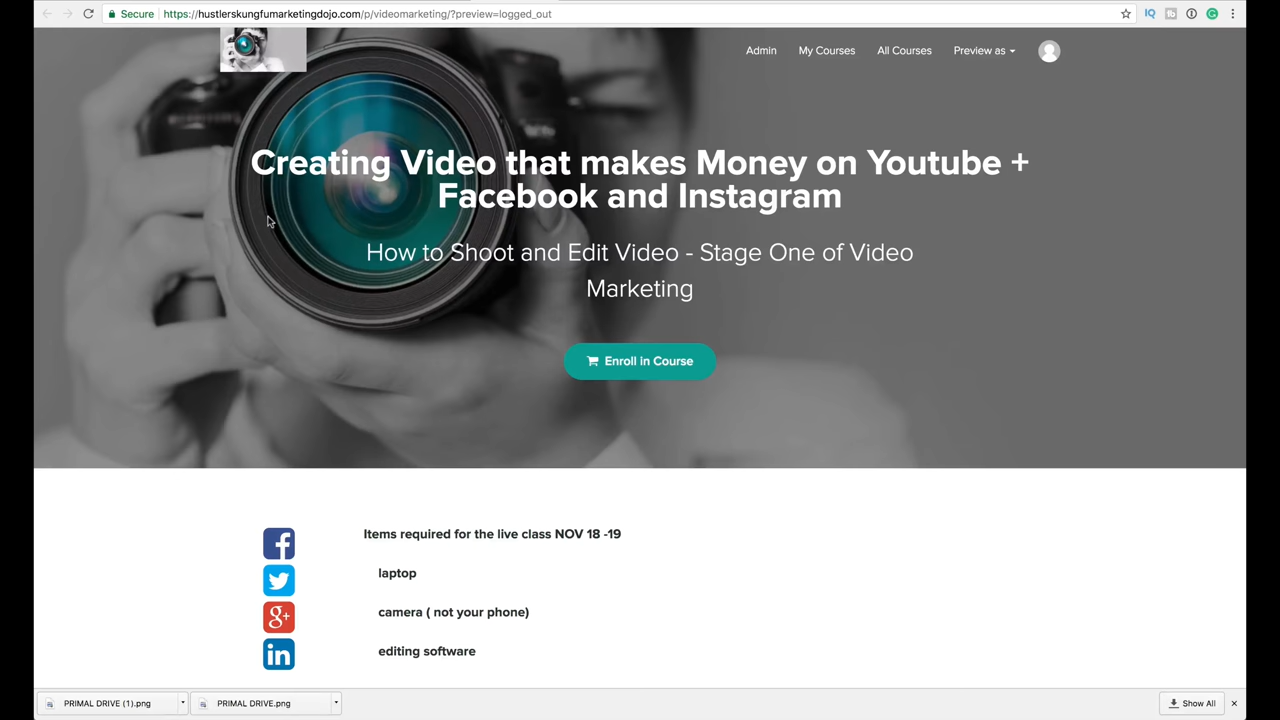 Secure
https://hustlerskungfumarketingdojo.com/p/videomarketing/?preview=logged_out
Admin
My Courses
All Courses
Preview as
Creating Video that makes Money on Youtube +
Facebook and Instagram
How to Shoot and Edit Video - Stage One of Video
Marketing
Enroll in Course
Items required for the live class NOV 18 -19
laptop
camera ( not your phone)
editing software
PRIMAL DRIVE (1).png
PRIMAL DRIVE.png
Show All